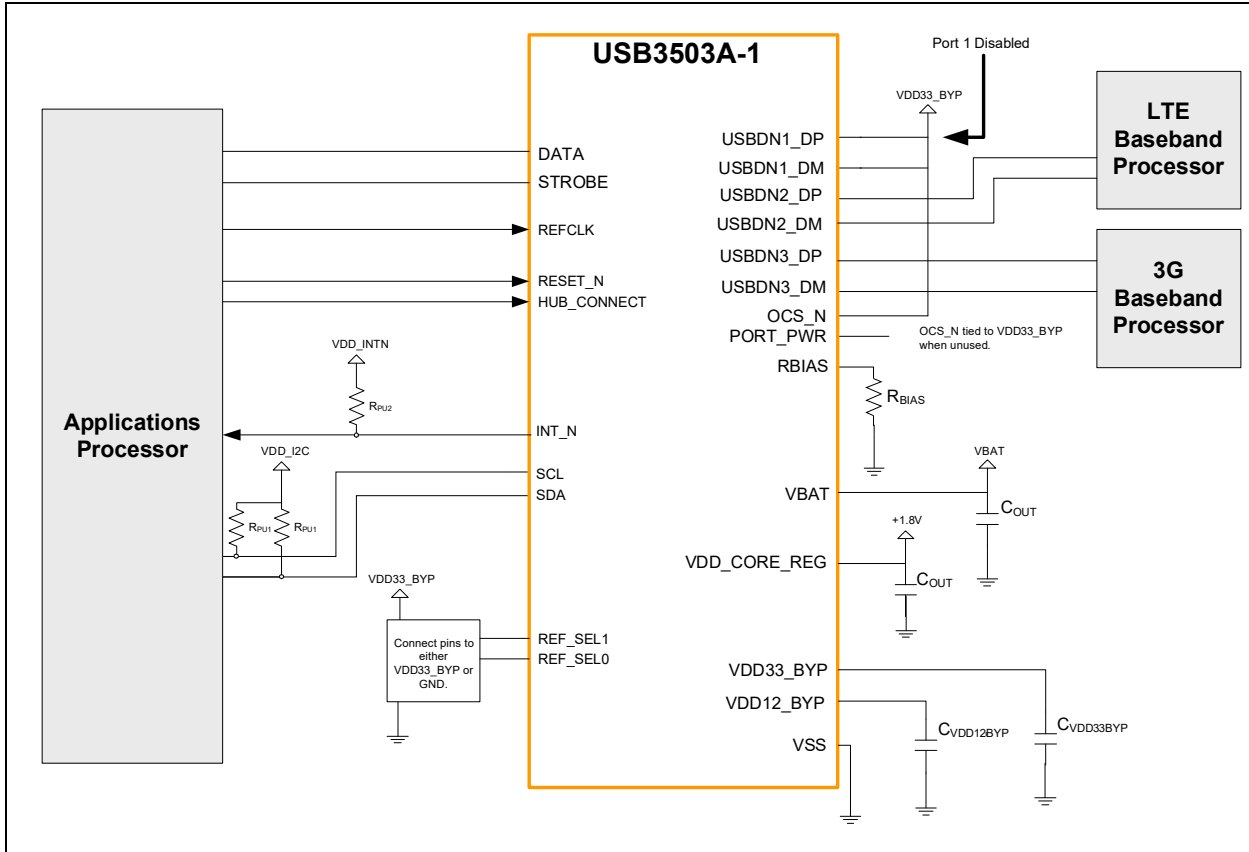 USB3503A-1
Port 1 Disabled
VDD33_BYP
LTE
Baseband
Processor
3G
Baseband
Processor
Applications
Processor
DATA
STROBE
REFCLK
RESET_N
HUB_CONNECT
VDD_INTN
RPU2
INT_N
VDD_I2C
RPU1
RPU1
SCL
SDA
VDD33_BYP
Connect pins to
either
VDD33_BYP or
GND.
REF_SEL1
REF_SEL0
USBDN1_DP
USBDN1_DM
USBDN2_DP
USBDN2_DM
USBDN3_DP
USBDN3_DM
OCS_N
PORT_PWR
OCS_N tied to VDD33_BYP
when unused.
RBIAS
RBIAS
VBAT
VBAT
COUT
+1.8V
VDD_CORE_REG
COUT
VDD33_BYP
VDD12_BYP
CVDD12BYP
CVDD33BYP
VSS